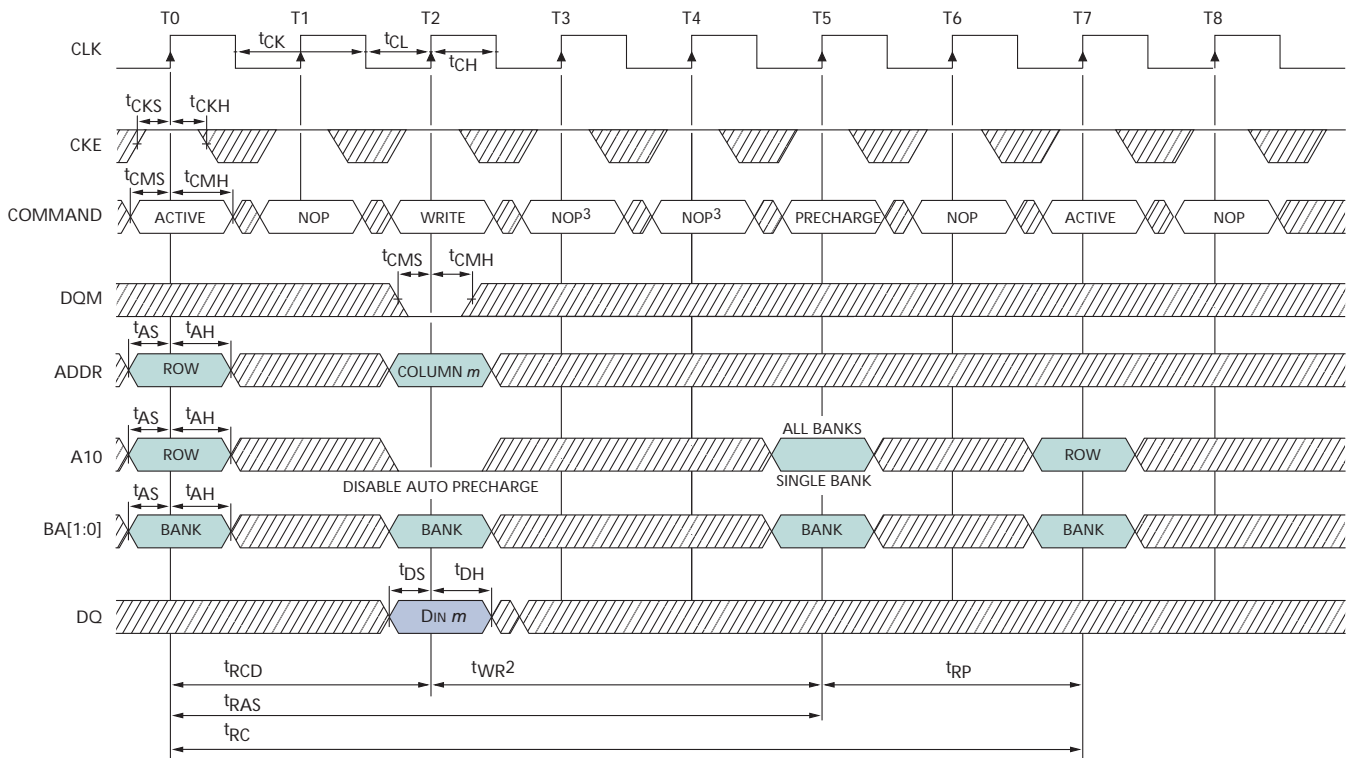 T0 T1 T2 T3 T4 T5 T6 T7 T8
CLK
tCK tCL
tCH
tCKS tCKH
CKE
tCMS tCMH
COMMAND ACTIVE NOP WRITE NOP3 NOP3 PRECHARGE NOP ACTIVE NOP
tCMS tCMH
DQM
tAS tAH
ADDR ROW COLUMN m
tAS tAH ALL BANKS
A10 ROW ROW
DISABLE AUTO PRECHARGE SINGLE BANK
tAS tAH
BA[1:0] BANK BANK BANK BANK
tDS tDH
DQ DIN m
tRCD tWR2 tRP
tRAS
tRC